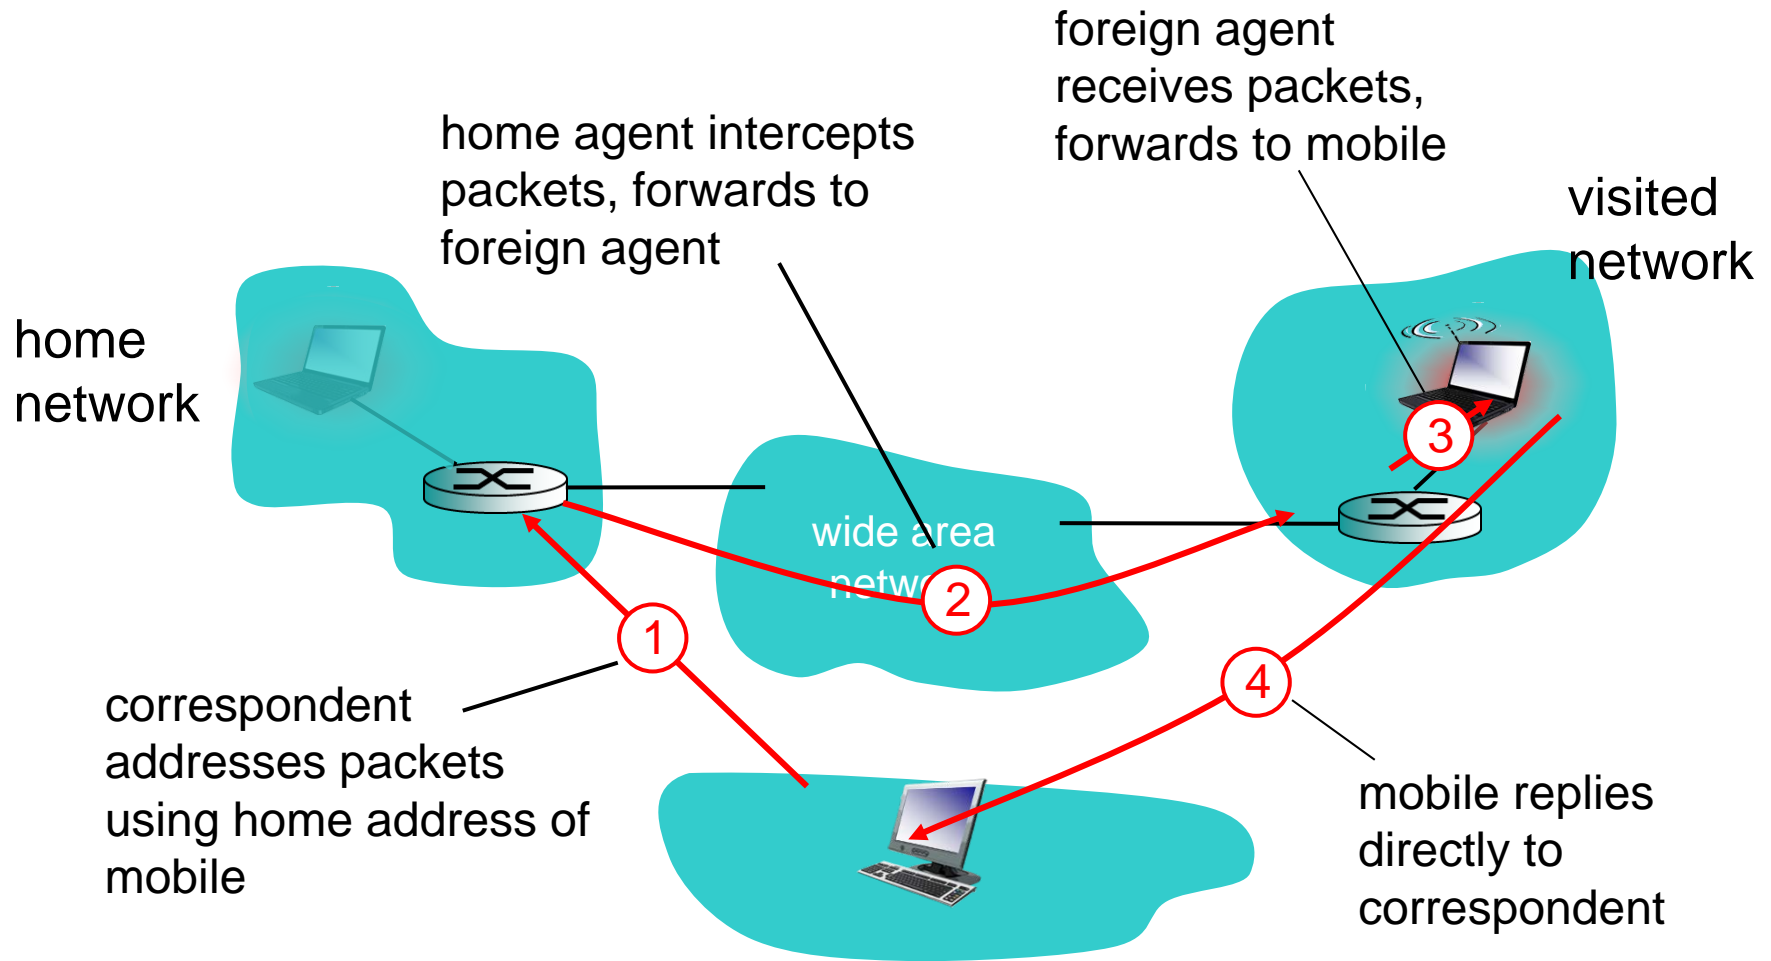 foreign agent
receives packets,
forwards to mobile
home agent intercepts
packets, forwards to
foreign agent
visited
network
home
network
wide area
network
1
2
3
4
correspondent
addresses packets
using home address of
mobile
mobile replies
directly to
correspondent